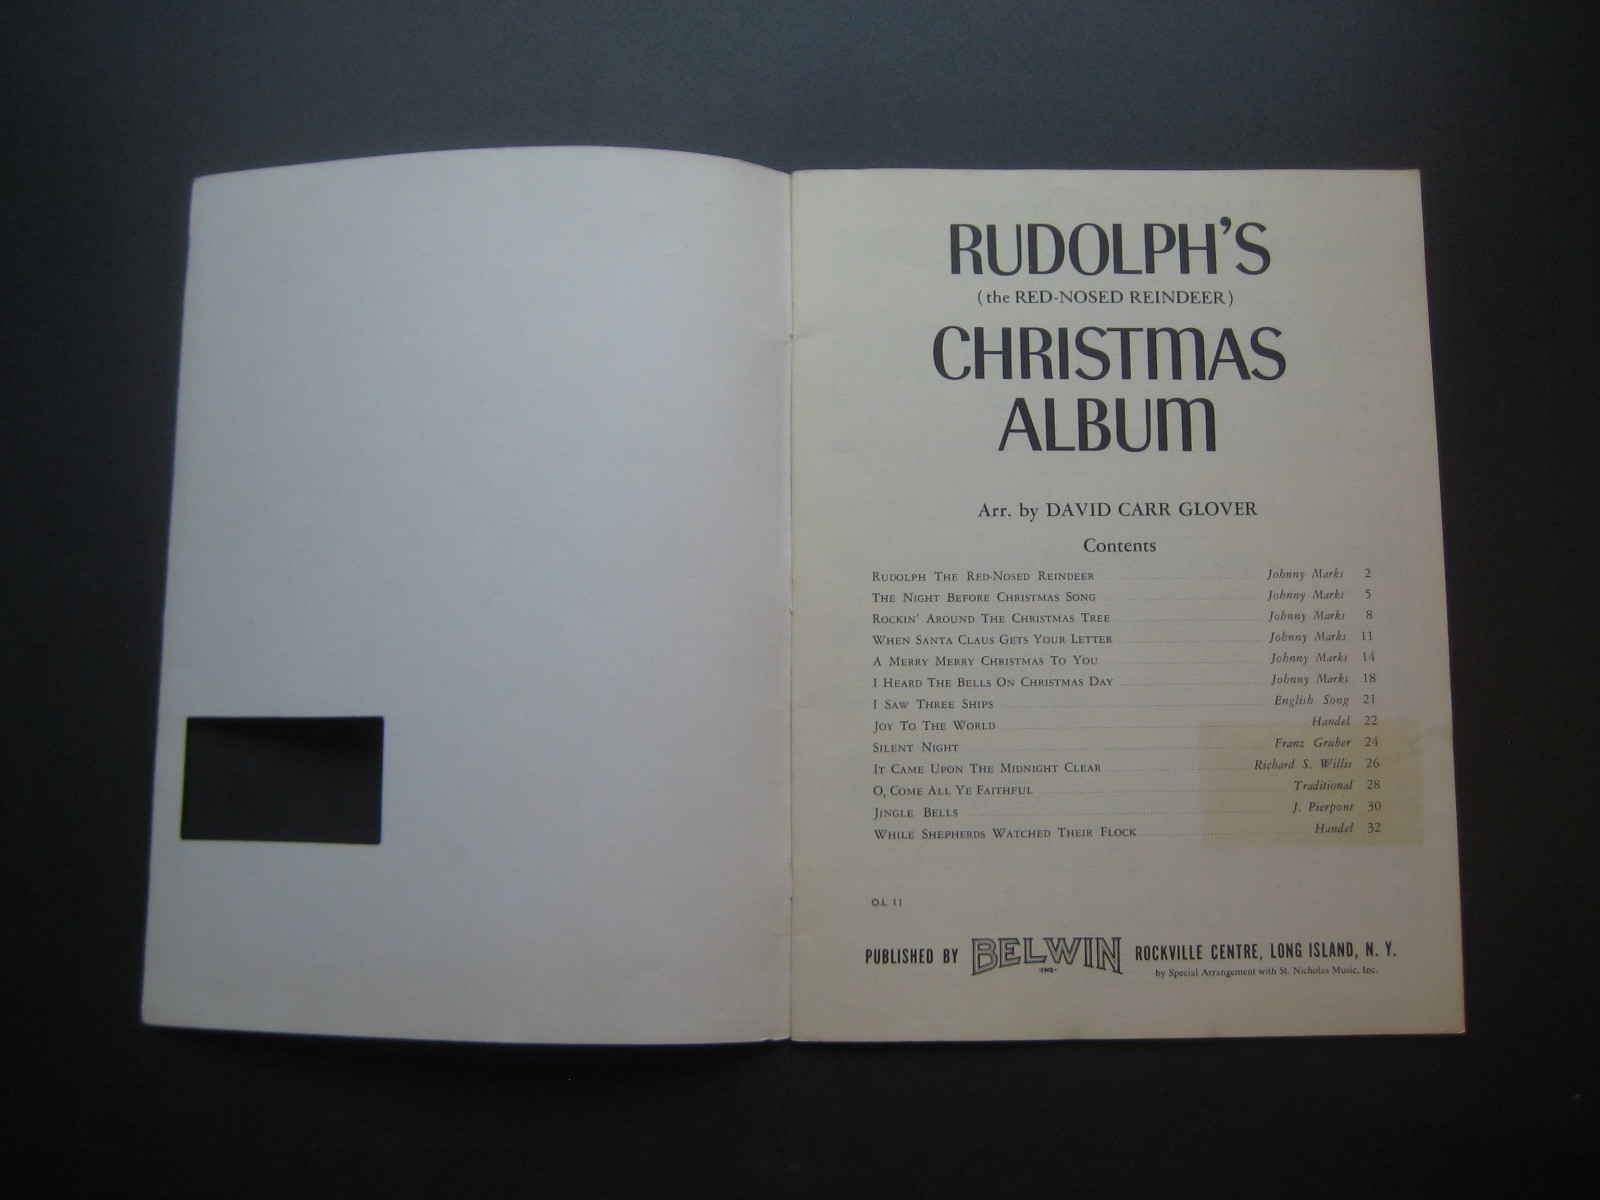 RUDOLPH'S
(the RED-NOSED REINDEER)
CHRISTMAS
ALBUM
Arr. by DAVID CARR GLOVER
Contents
RUDOLPH THE RED-NOSED REINDEER Johnny Marks 2
THE NIGHT BEFORE CHRISTMAS SONG Johnny Marks 5
ROCKIN' AROUND THE CHRISTMAS TREE Johnny Marks 8
WHEN SANTA CLAUS GETS YOUR LETTER Johnny Marks 11
A MERRY MERRY CHRISTMAS TO YOU Johnny Marks 14
I HEARD THE BELLS ON CHRISTMAS DAY Johnny Marks 18
I SAW THREE SHIPS English Song 21
JOY TO THE WORLD Handel 22
SILENT NIGHT Franz Gruber 24
IT CAME UPON THE MIDNIGHT CLEAR Richard S. Willis 26
O, COME ALL YE FAITHFUL Traditional 28
JINGLE BELLS J. Pierpont 30
WHILE SHEPHERDS WATCHED THEIR FLOCK Handel 32
O.L. 11
PUBLISHED BY BELWIN INC. ROCKVILLE CENTRE, LONG ISLAND, N. Y.
by Special Arrangement with St. Nicholas Music, Inc.